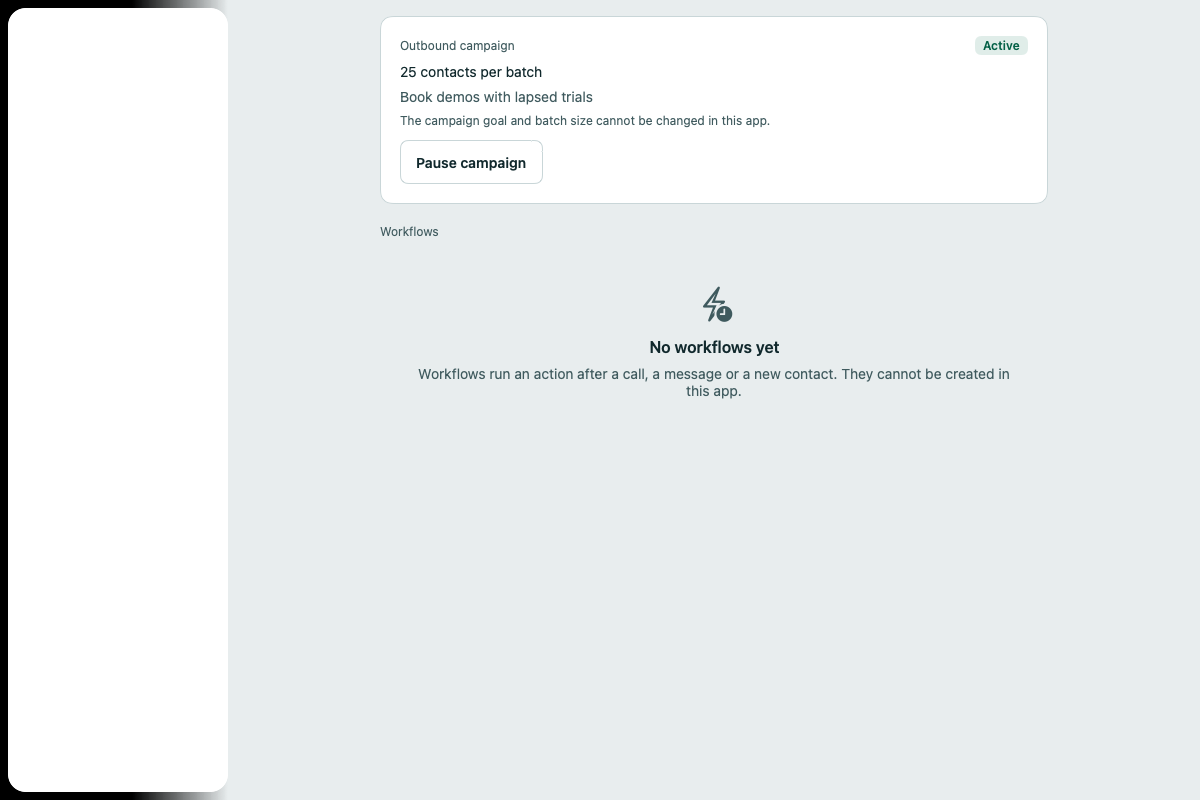 Outbound campaign
Active
25 contacts per batch
Book demos with lapsed trials
The campaign goal and batch size cannot be changed in this app.
Pause campaign
Workflows
No workflows yet
Workflows run an action after a call, a message or a new contact. They cannot be created in
this app.